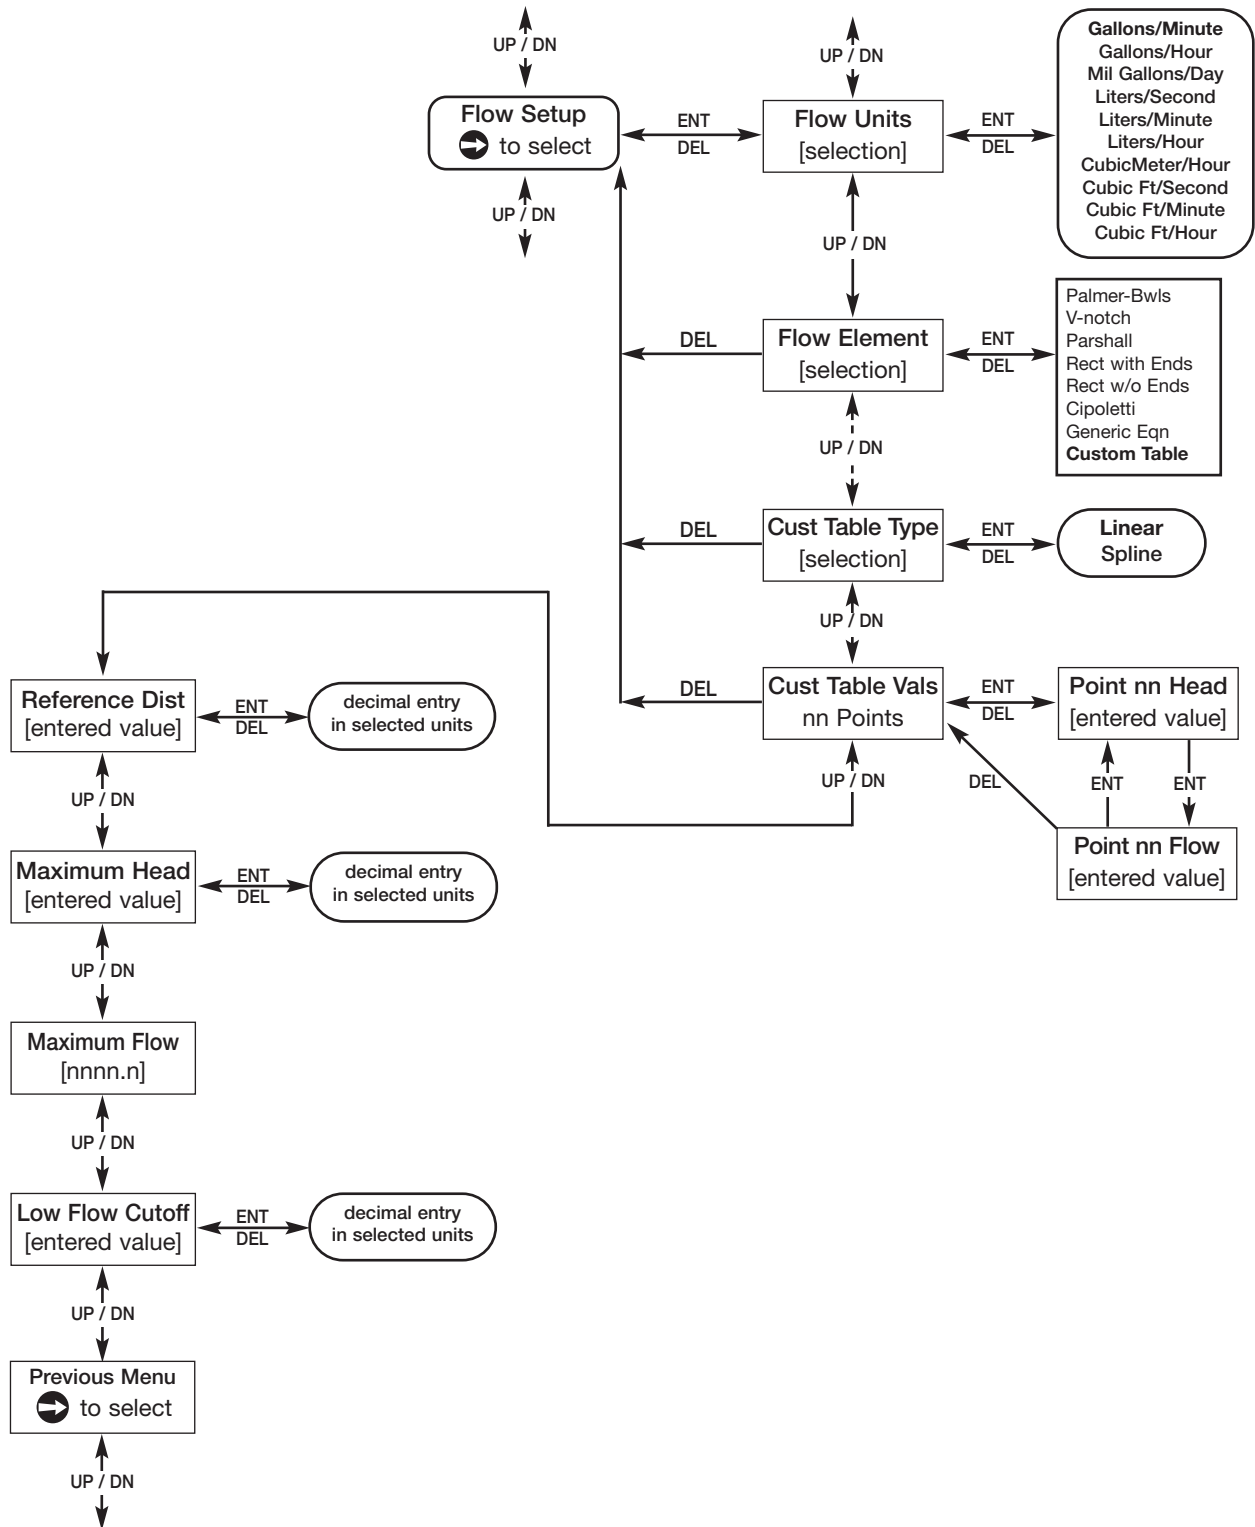 UP / DN
Flow Setup
to select
UP / DN
ENT
DEL
UP / DN
Flow Units
[selection]
ENT
DEL
Gallons/Minute
Gallons/Hour
Mil Gallons/Day
Liters/Second
Liters/Minute
Liters/Hour
CubicMeter/Hour
Cubic Ft/Second
Cubic Ft/Minute
Cubic Ft/Hour
UP / DN
DEL
Flow Element
[selection]
ENT
DEL
Palmer-Bwls
V-notch
Parshall
Rect with Ends
Rect w/o Ends
Cipoletti
Generic Eqn
Custom Table
UP / DN
DEL
Cust Table Type
[selection]
ENT
DEL
Linear
Spline
UP / DN
DEL
Cust Table Vals
nn Points
ENT
DEL
Point nn Head
[entered value]
UP / DN
DEL
ENT
ENT
Point nn Flow
[entered value]
Reference Dist
[entered value]
ENT
DEL
decimal entry
in selected units
UP / DN
Maximum Head
[entered value]
ENT
DEL
decimal entry
in selected units
UP / DN
Maximum Flow
[nnnn.n]
UP / DN
Low Flow Cutoff
[entered value]
ENT
DEL
decimal entry
in selected units
UP / DN
Previous Menu
to select
UP / DN